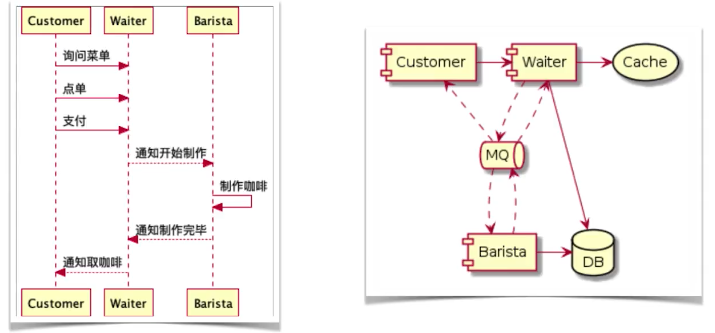 Customer Waiter Barista
询问菜单
点单
支付
通知开始制作
制作咖啡
通知制作完毕
通知取咖啡
Customer Waiter Barista
Customer Waiter Cache
MQ
Barista
DB